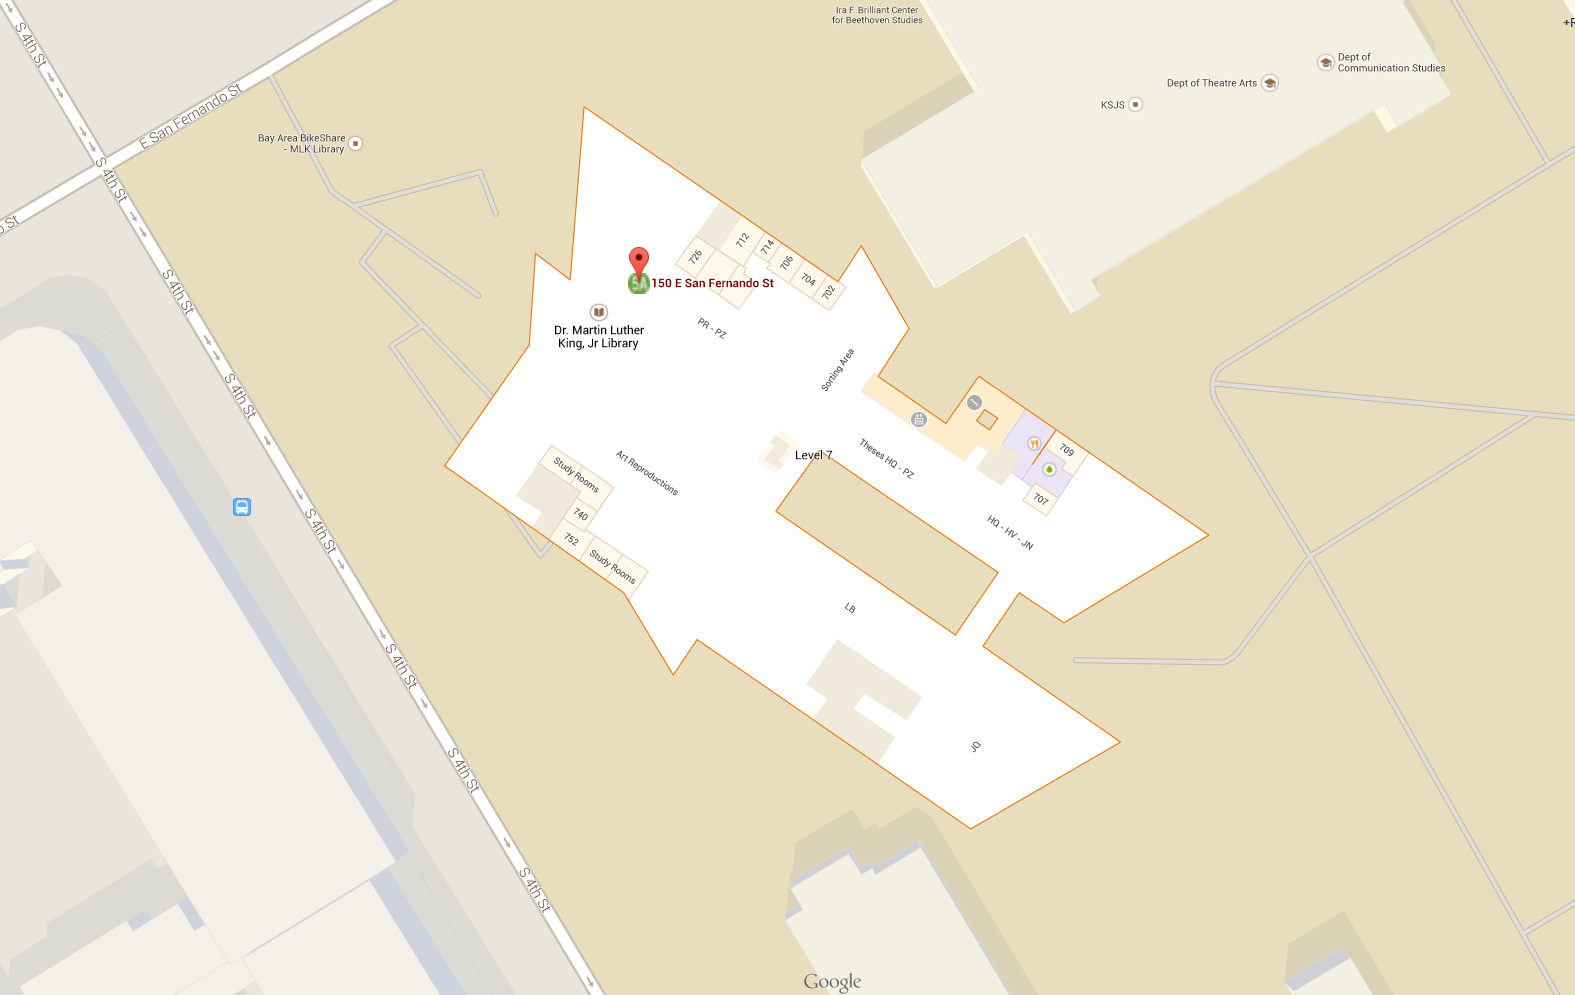 Ira F. Brilliant Center
for Beethoven Studies
S 4th St
Dept of
Communication Studies
Dept of Theatre Arts
KSJS
E San Fernando St
Bay Area BikeShare
- MLK Library
S 4th St
o St
712
714
726
706
704
702
5A
150 E San Fernando St
S 4th St
Dr. Martin Luther
King, Jr Library
PR - PZ
Sorting Area
S 4th St
Level 7
Theses HQ - PZ
709
Art Reproductions
Study Rooms
707
740
S 4th St
HQ - HV - JN
752
Study Rooms
LB
S 4th St
JQ
S 4th St
S 4th St
Google
+R